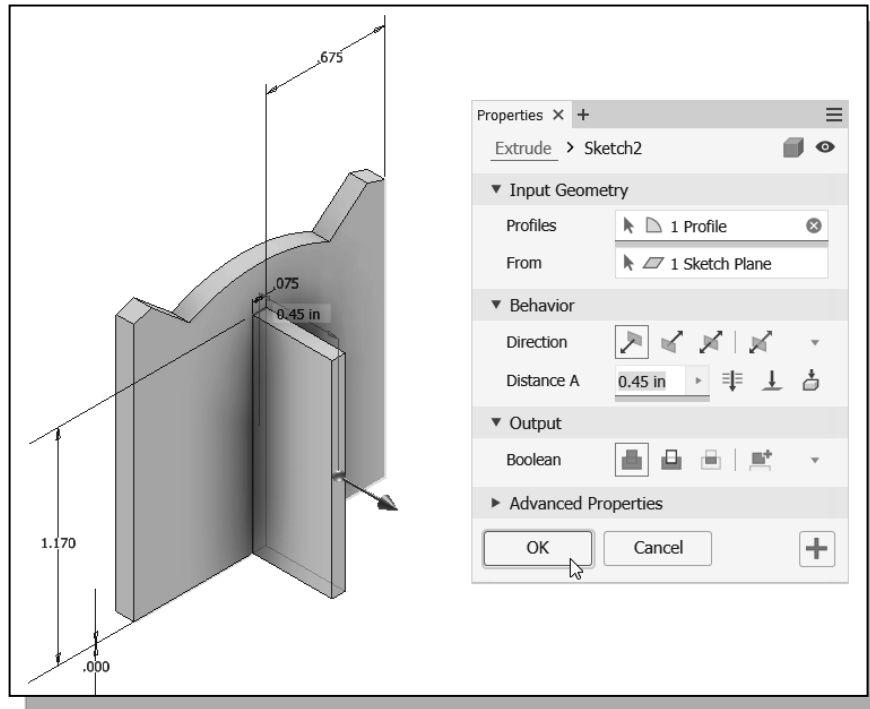 .675
.075
0.45 in
1.170
.000
Properties × +
Extrude > Sketch2
Input Geometry
Profiles 1 Profile
From 1 Sketch Plane
Behavior
Direction
Distance A 0.45 in
Output
Boolean
Advanced Properties
OK Cancel +